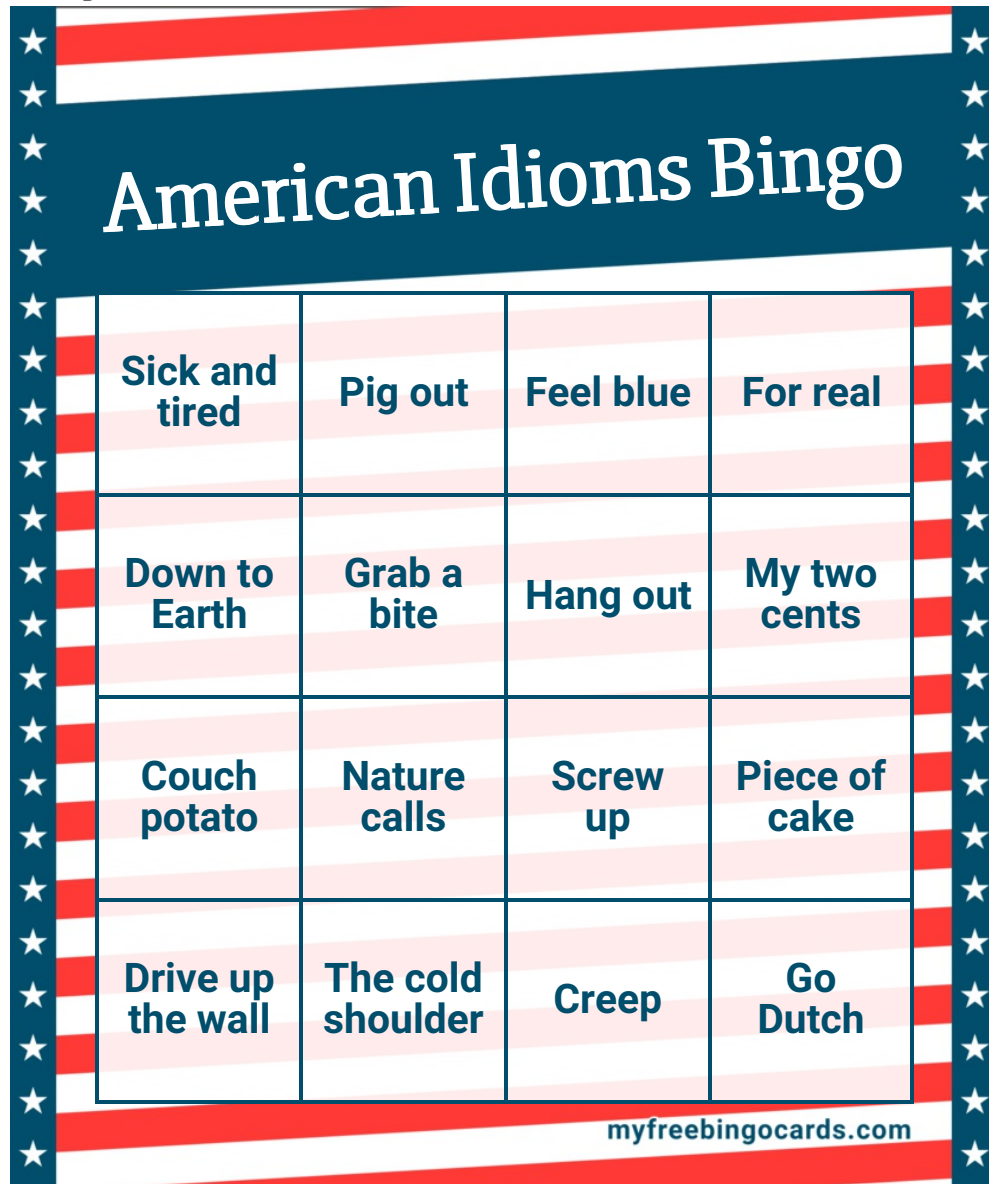 American Idioms Bingo
Sick and
tired
Pig out
Feel blue
For real
Down to
Earth
Grab a
bite
Hang out
My two
cents
Couch
potato
Nature
calls
Screw
up
Piece of
cake
Drive up
the wall
The cold
shoulder
Creep
Go
Dutch
myfreebingocards.com